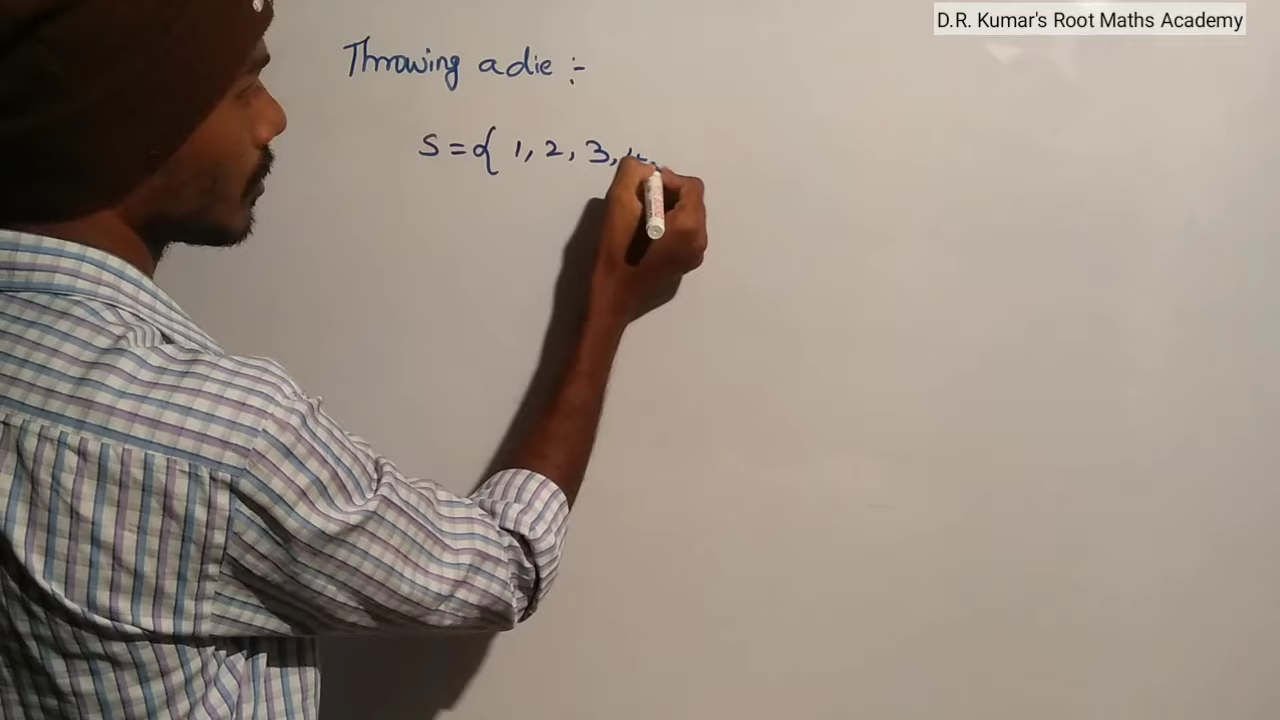 D.R. Kumar's Root Maths Academy
Throwing a die :-
S = { 1, 2, 3, 4,